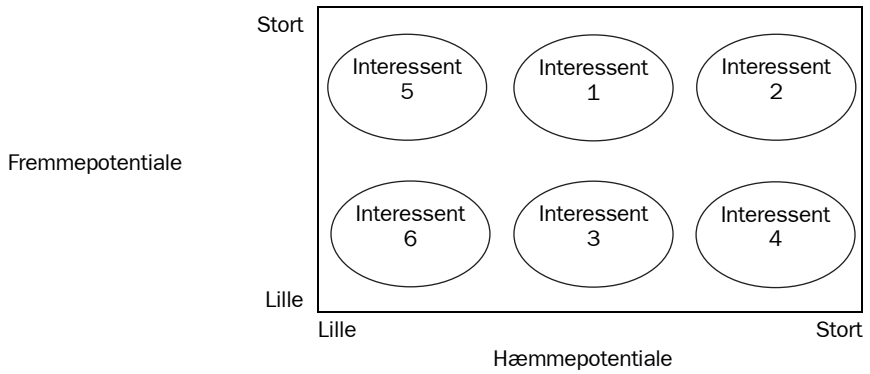 Stort
Interessent
5
Interessent
1
Interessent
2
Fremmepotentiale
Interessent
6
Interessent
3
Interessent
4
Lille
Lille
Stort
Hæmmepotentiale